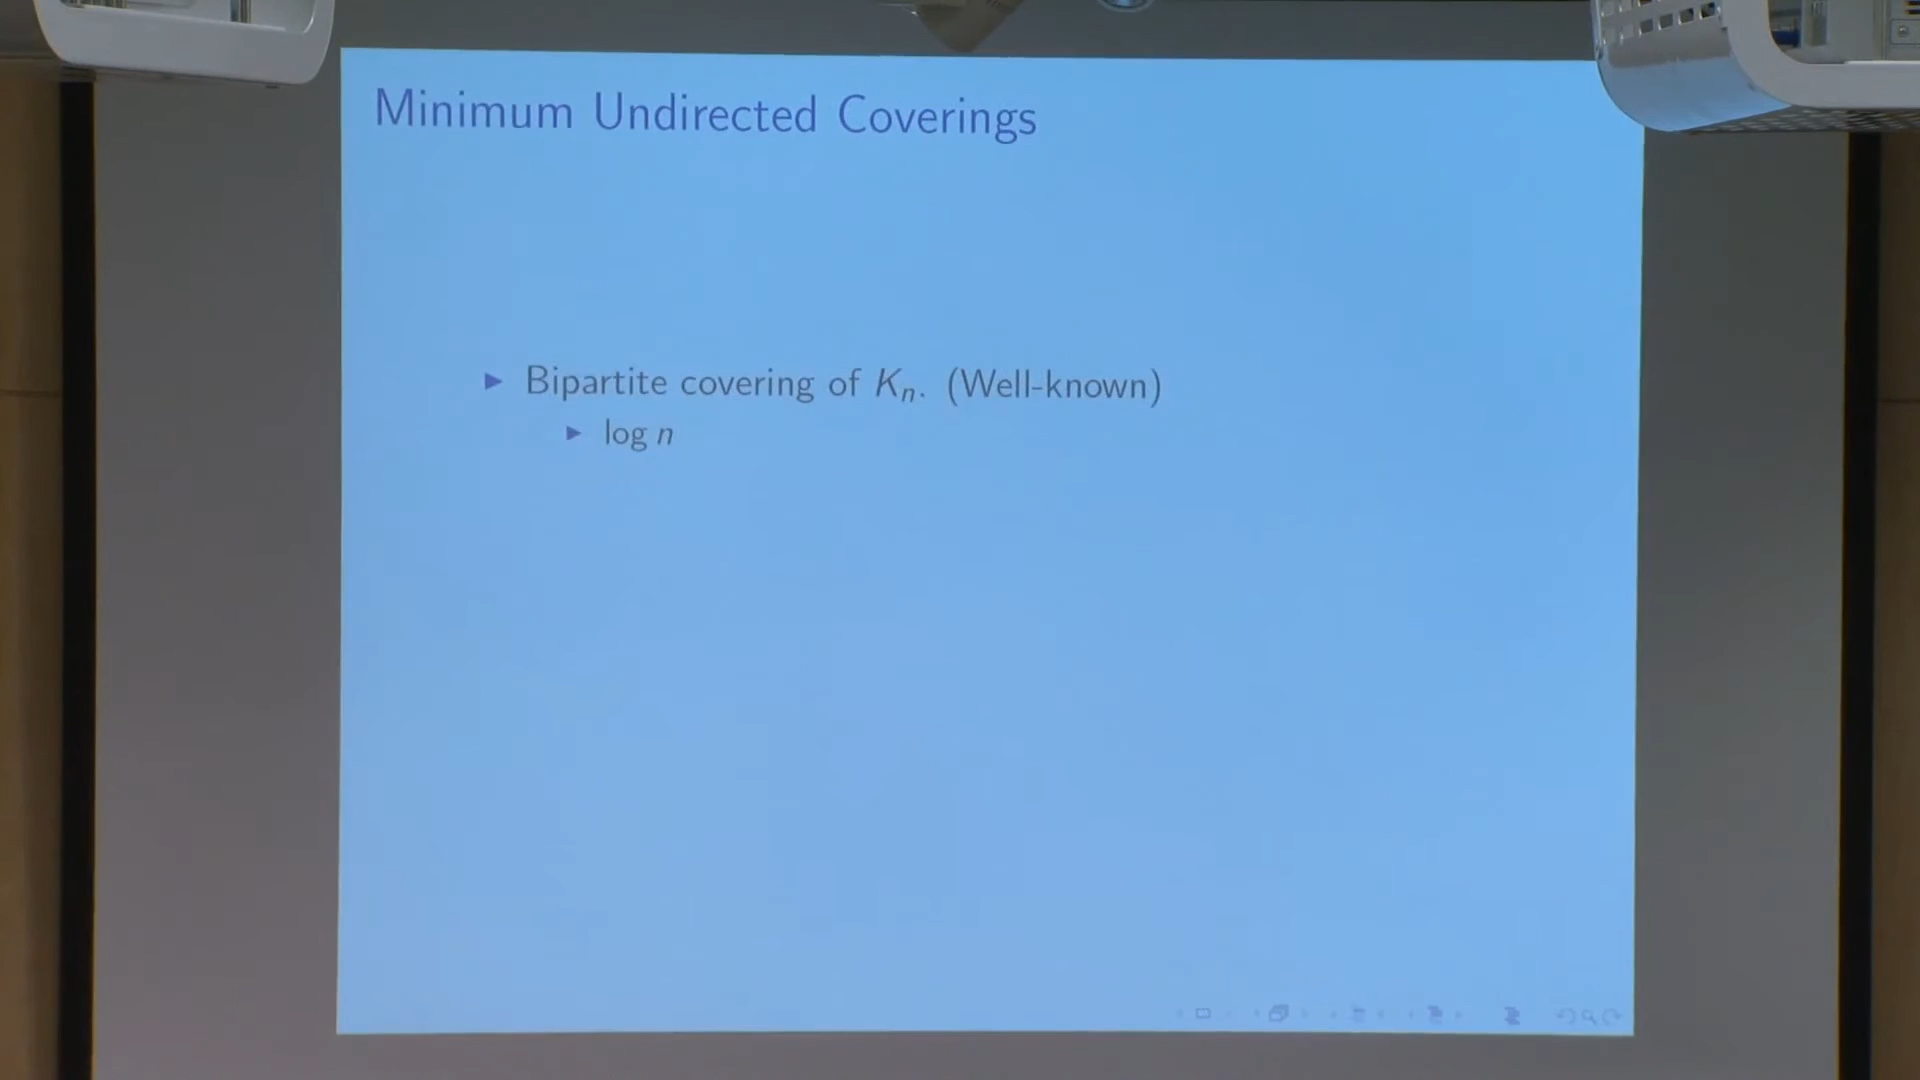 Minimum Undirected Coverings
▶ Bipartite covering of Kₙ. (Well-known)
▶ log n